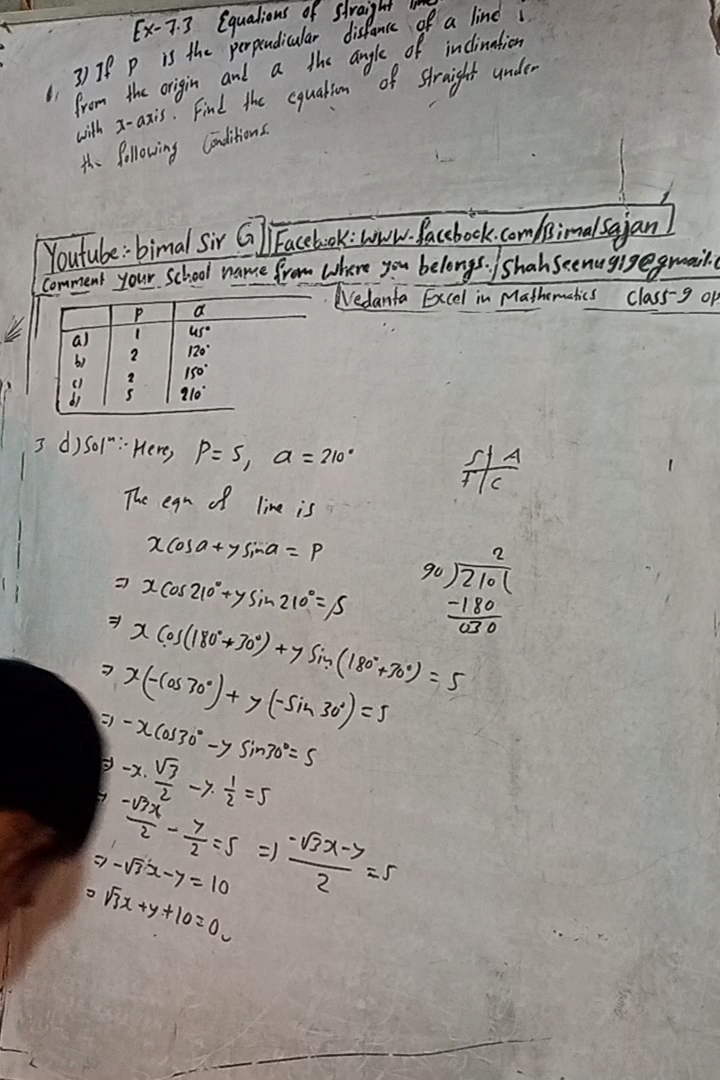 Ex-7.3 Equations of Straight line
3) If P is the perpendicular distance of a line
from the origin and a the angle of inclination
with x-axis. Find the equation of Straight under
the following Conditions.
Youtube:- bimal Sir G || Facebook: www.facebook.com/Bimalsajan
Comment your School name from where you belongs. / Shahseenu919@gmail.c
Vedanta Excel in Mathematics Class-9 op
P a
a) 1 45°
b) 2 120°
c) 2 150°
d) 5 210°
3 d) Solⁿ:- Here, P = 5, a = 210°
S A
T C
The eqn of line is
x cos a + y sin a = P
⇒ x cos 210° + y sin 210° = 5
2
90 ) 210 (
-180
030
⇒ x Cos(180° + 30°) + y Sin(180° + 30°) = 5
⇒ x(-Cos 30°) + y(-Sin 30°) = 5
⇒ -x Cos30° - y Sin30° = 5
⇒ -x. √3/2 - y. 1/2 = 5
⇒ -√3x/2 - y/2 = 5 ⇒ (-√3x-y)/2 = 5
⇒ -√3x - y = 10
⇒ √3x + y + 10 = 0